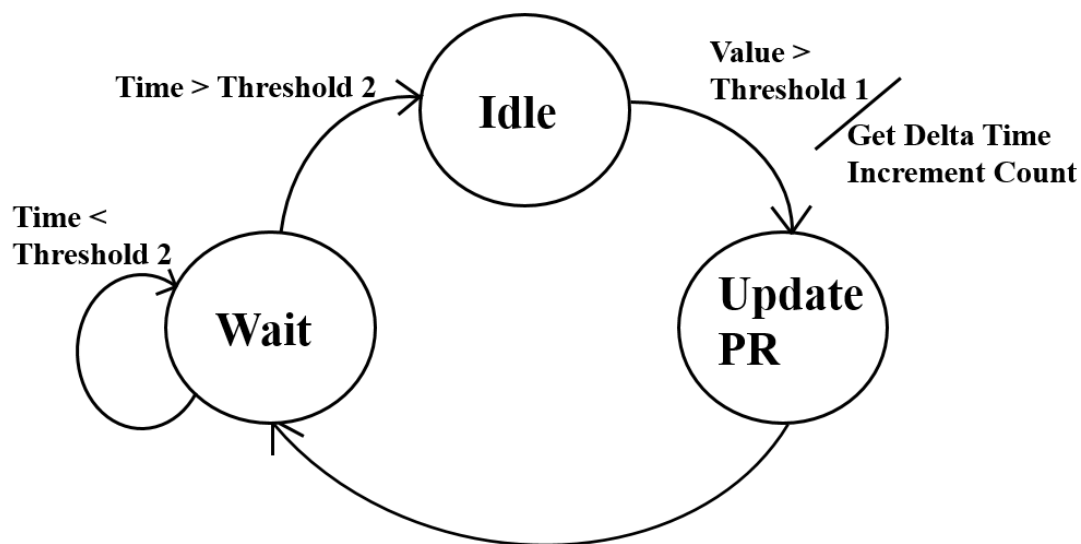 Value >
Threshold 1
Time > Threshold 2
Idle
Get Delta Time
Increment Count
Time <
Threshold 2
Update
PR
Wait